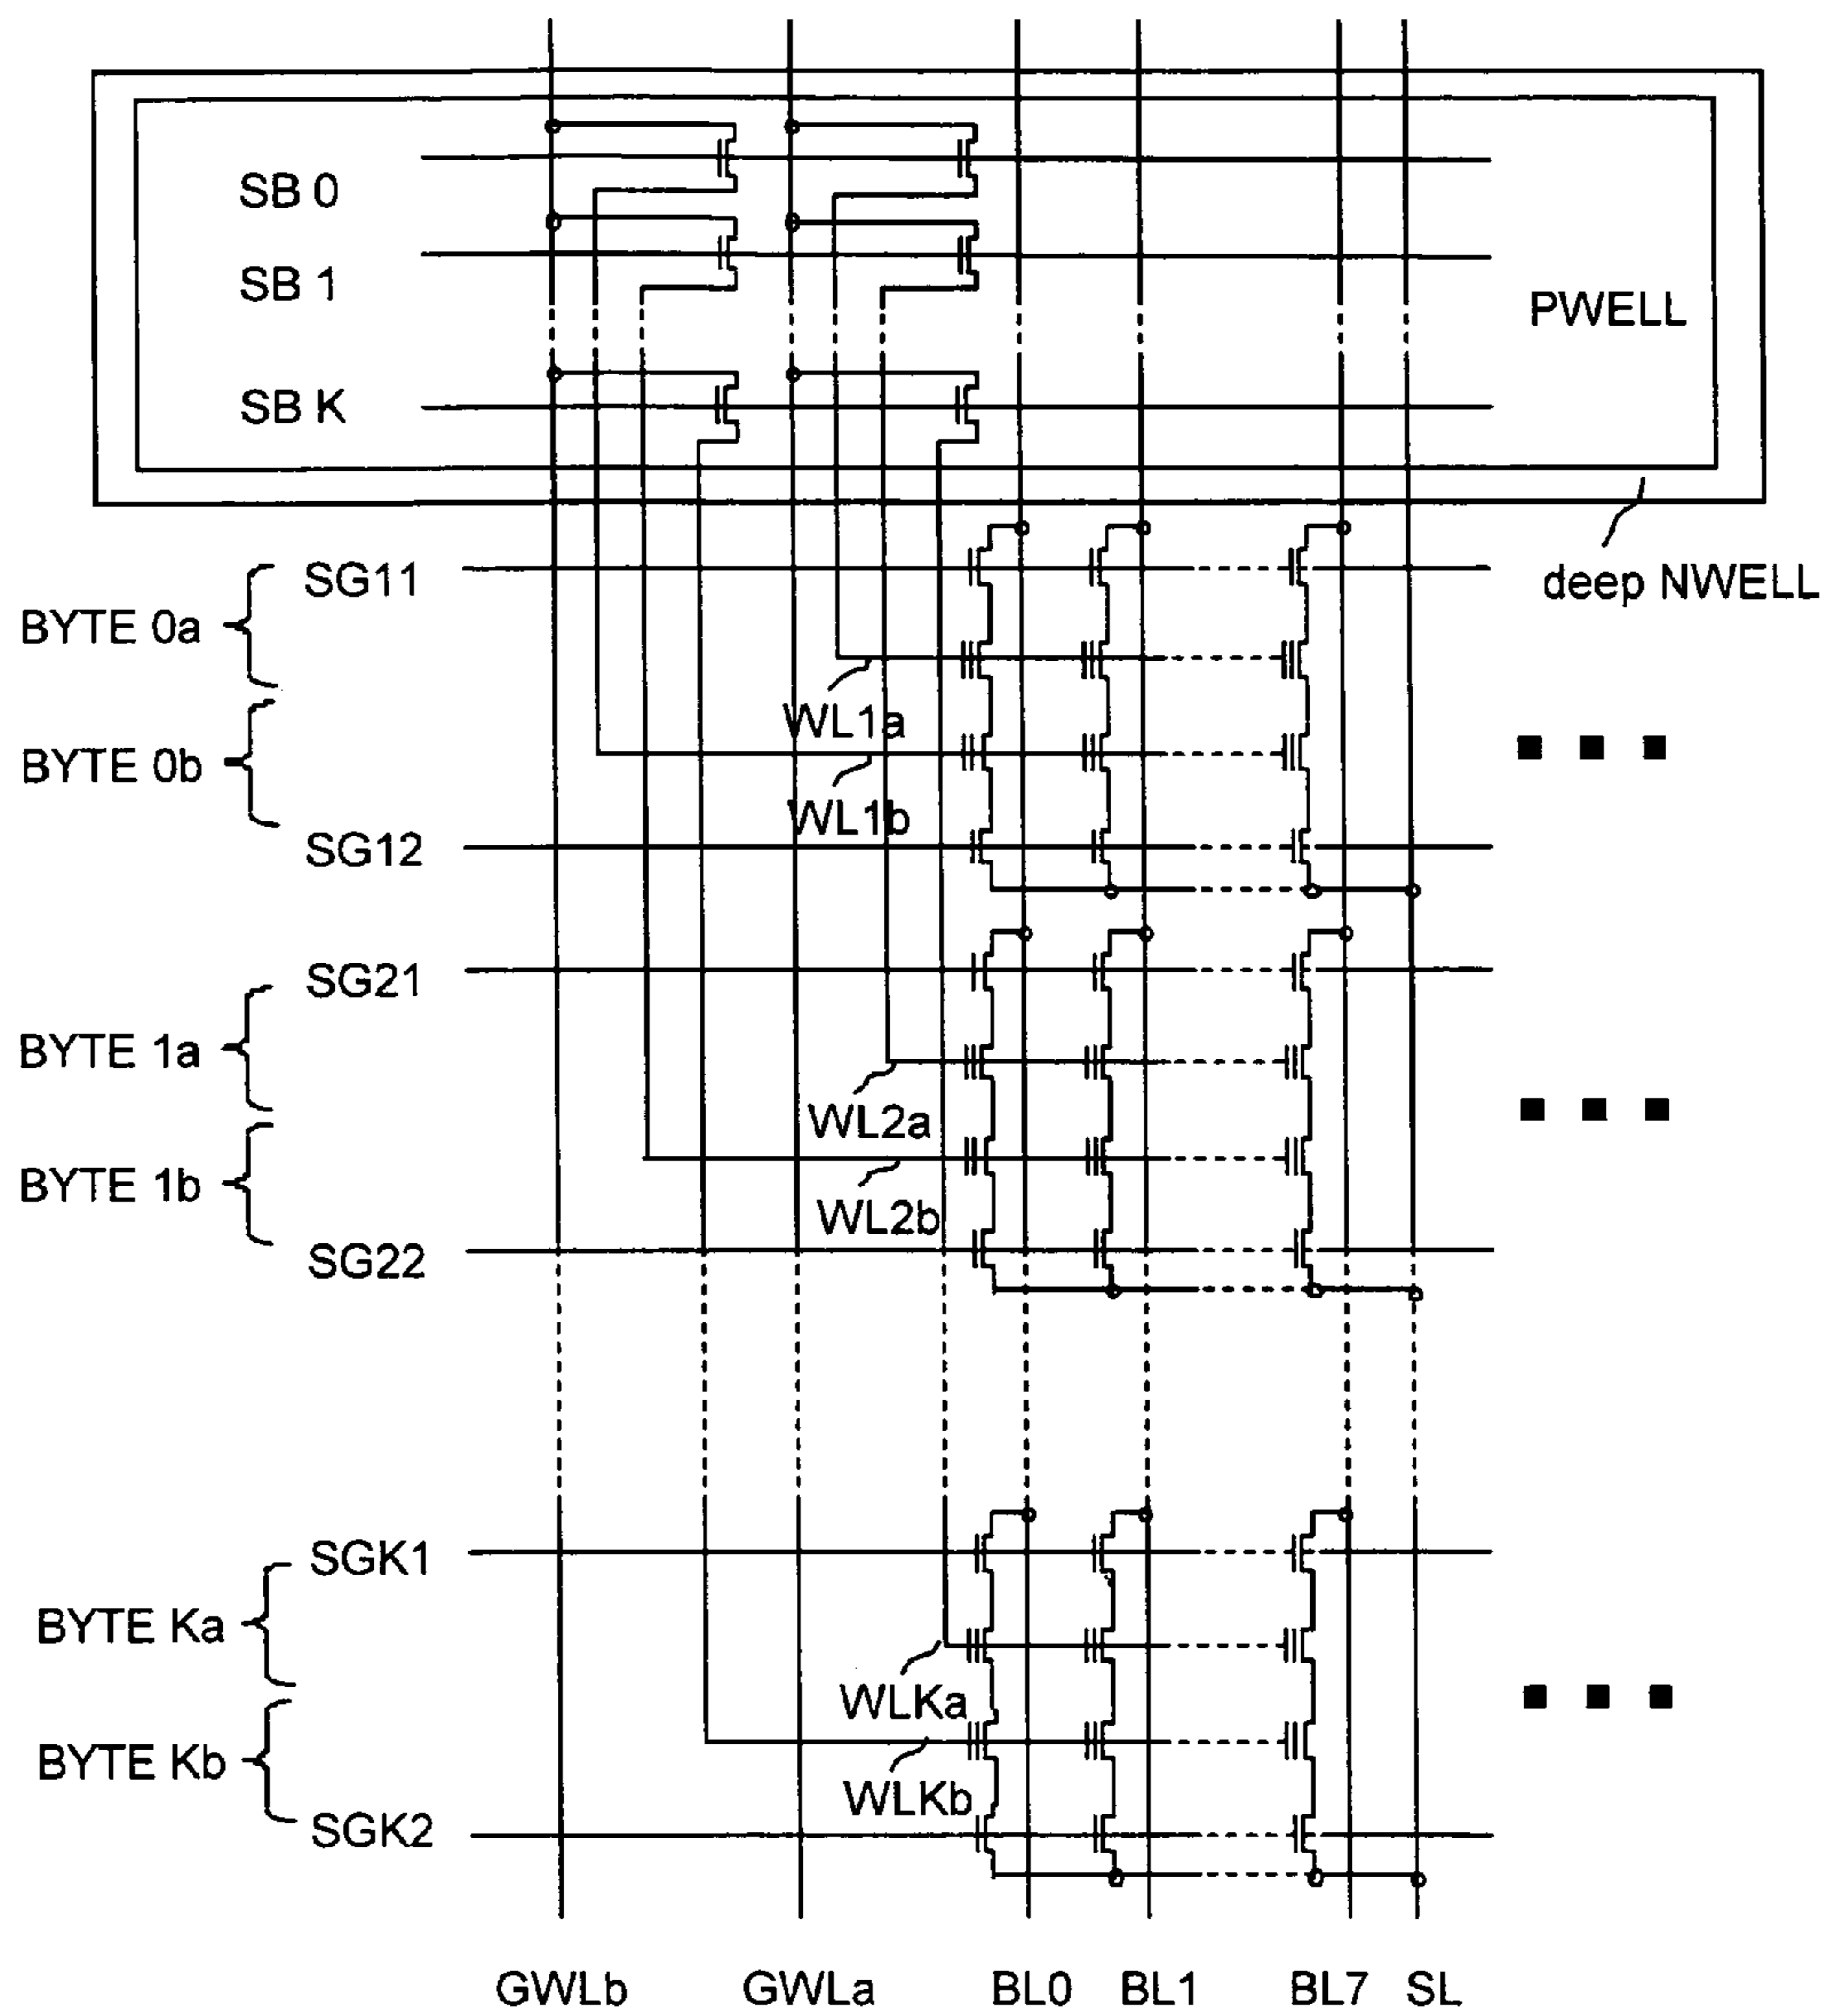 SB 0
SB 1
PWELL
SB K
SG11
deep NWELL
BYTE 0a
WL1a
BYTE 0b
WL1b
SG12
SG21
BYTE 1a
WL2a
BYTE 1b
WL2b
SG22
SGK1
BYTE Ka
WLKa
BYTE Kb
WLKb
SGK2
GWLb GWLa BL0 BL1 BL7 SL